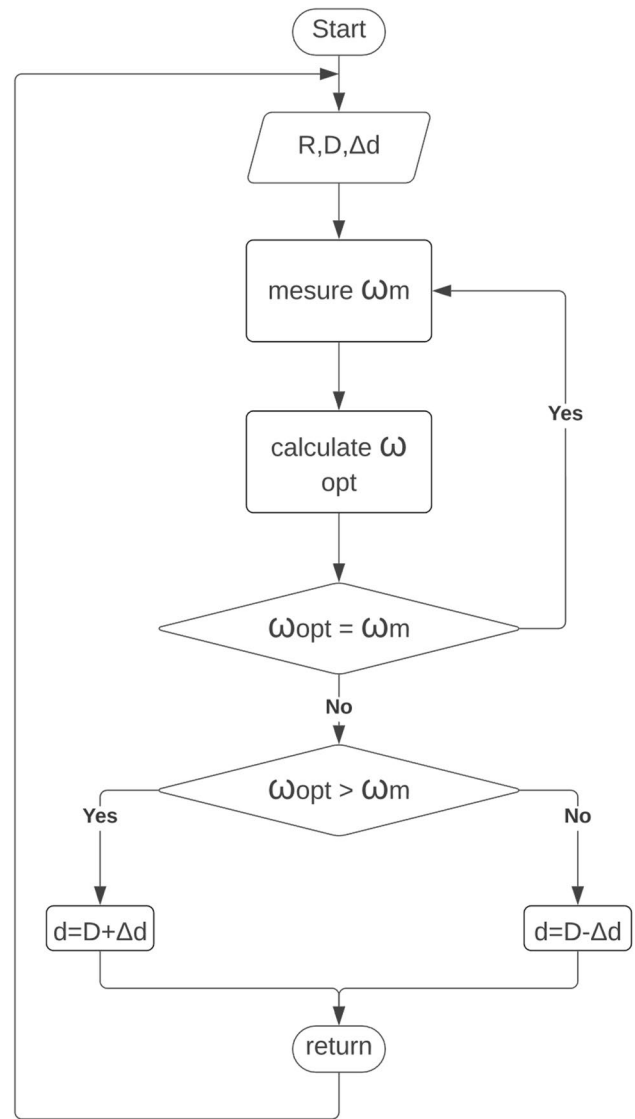 Start
R,D,Δd
mesure ωm
calculate ω
opt
Yes
ωopt = ωm
No
ωopt > ωm
Yes
No
d=D+Δd
d=D-Δd
return